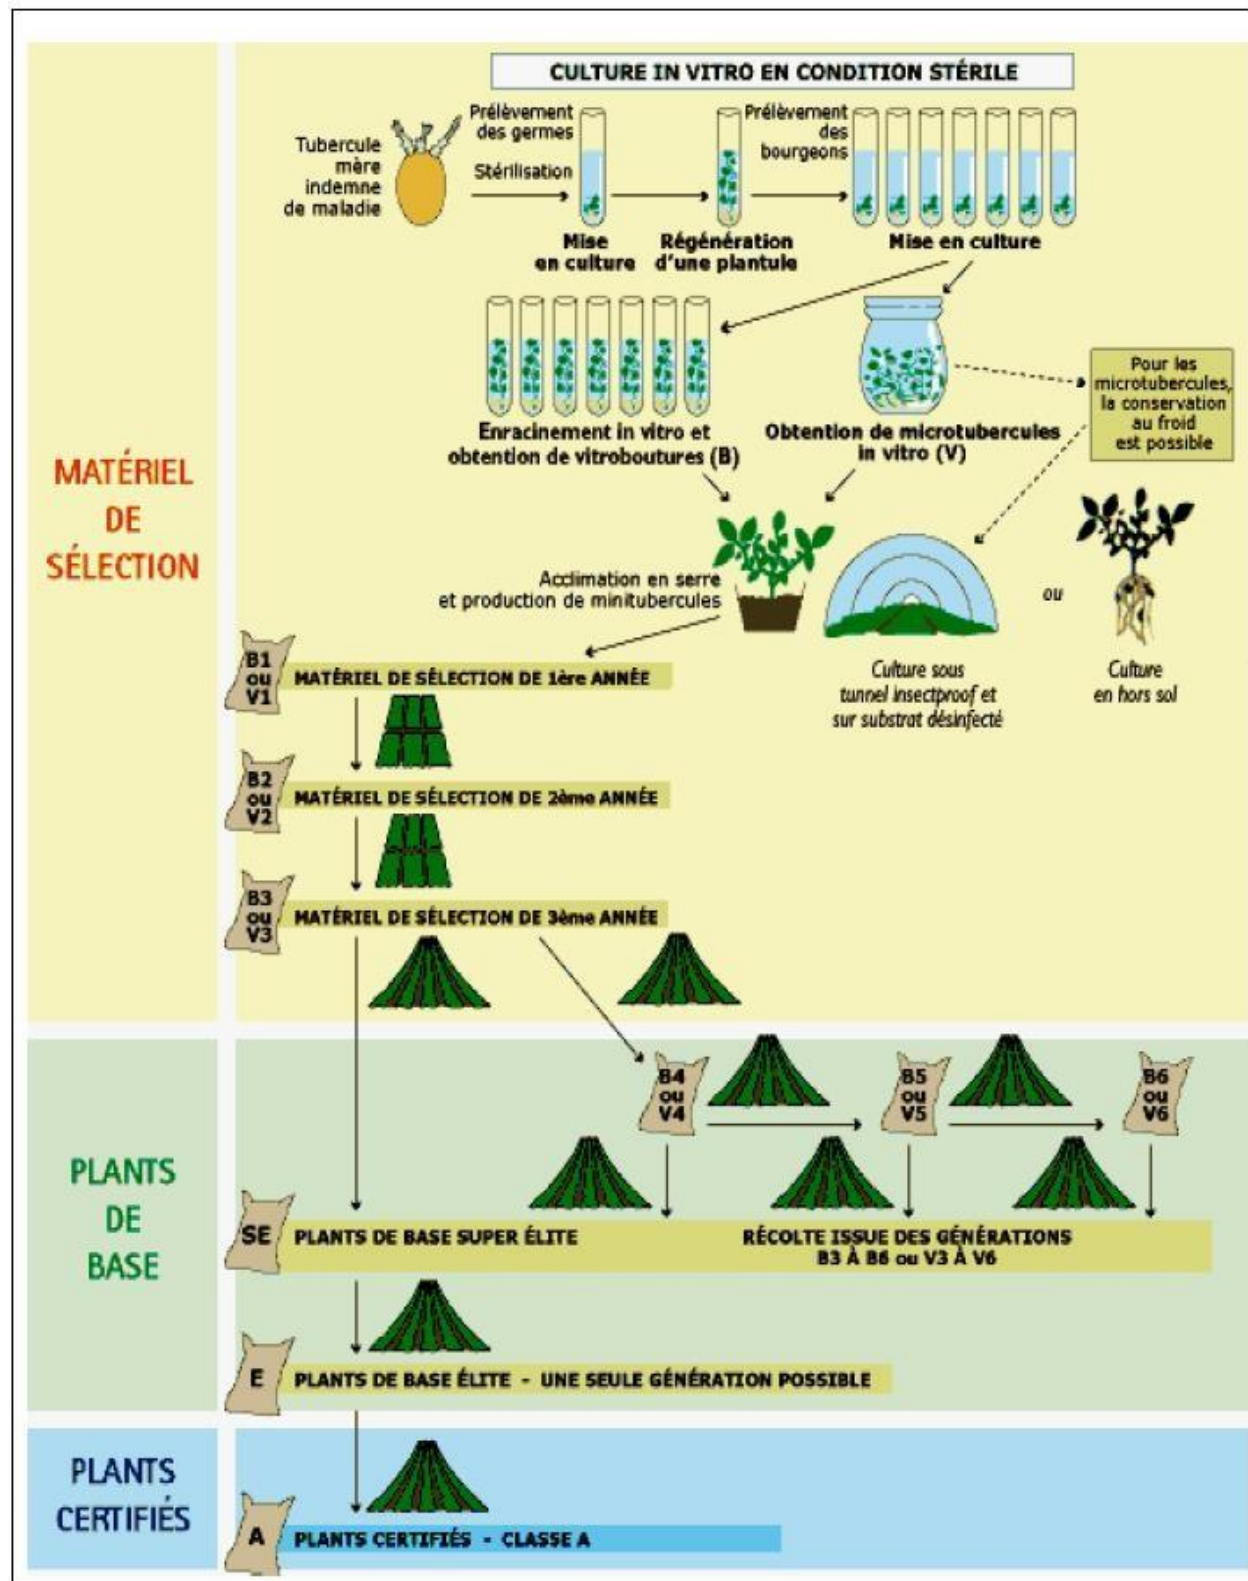 CULTURE IN VITRO EN CONDITION STÉRILE
Tubercule
mère
indemne
de maladie
Prélèvement
des germes
Stérilisation
Prélèvement
des
bourgeons
Mise
en culture
Régénération
d'une plantule
Mise en culture
Pour les
microtubercules,
la conservation
au froid
est possible
Enracinement in vitro et
obtention de vitroboutures (B)
Obtention de microtubercules
in vitro (V)
MATÉRIEL
DE
SÉLECTION
Acclimation en serre
et production de minitubercules
ou
Culture sous
tunnel insectproof et
sur substrat désinfecté
Culture
en hors sol
B1
ou
V1
MATÉRIEL DE SÉLECTION DE 1ère ANNÉE
B2
ou
V2
MATÉRIEL DE SÉLECTION DE 2ème ANNÉE
B3
ou
V3
MATÉRIEL DE SÉLECTION DE 3ème ANNÉE
PLANTS
DE
BASE
B4
ou
V4
B5
ou
V5
B6
ou
V6
SE
PLANTS DE BASE SUPER ÉLITE
RÉCOLTE ISSUE DES GÉNÉRATIONS
B3 À B6 ou V3 À V6
E
PLANTS DE BASE ÉLITE - UNE SEULE GÉNÉRATION POSSIBLE
PLANTS
CERTIFIÉS
A
PLANTS CERTIFIÉS - CLASSE A